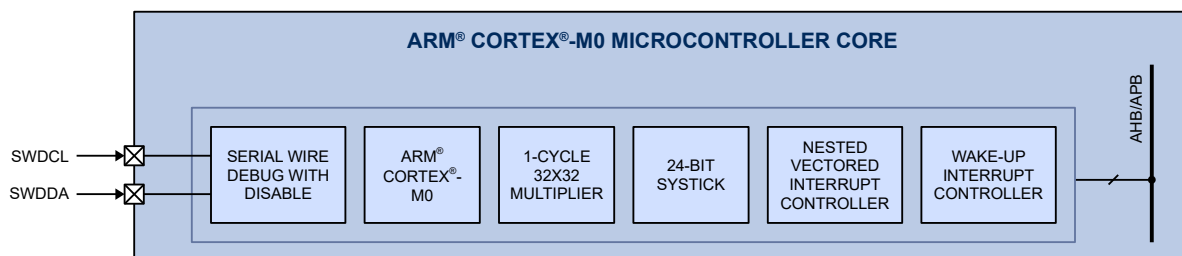 ARM® CORTEX®-M0 MICROCONTROLLER CORE
AHB/APB
SWDCL
SWDDA
SERIAL WIRE
DEBUG WITH
DISABLE
ARM®
CORTEX®-
M0
1-CYCLE
32X32
MULTIPLIER
24-BIT
SYSTICK
NESTED
VECTORED
INTERRUPT
CONTROLLER
WAKE-UP
INTERRUPT
CONTROLLER